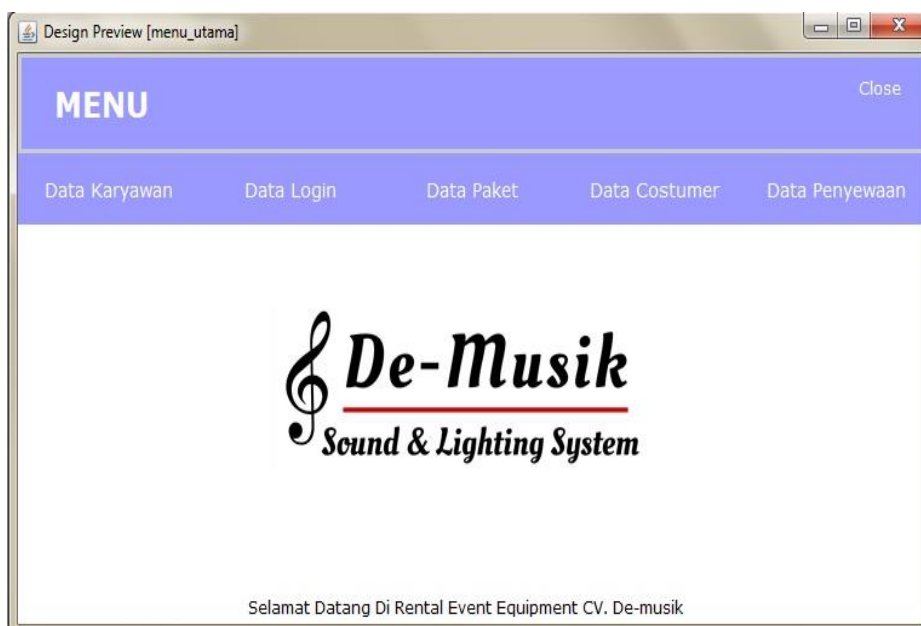 Design Preview [menu_utama]
MENU
Close
Data Karyawan Data Login Data Paket Data Costumer Data Penyewaan
De-Musik
Sound & Lighting System
Selamat Datang Di Rental Event Equipment CV. De-musik